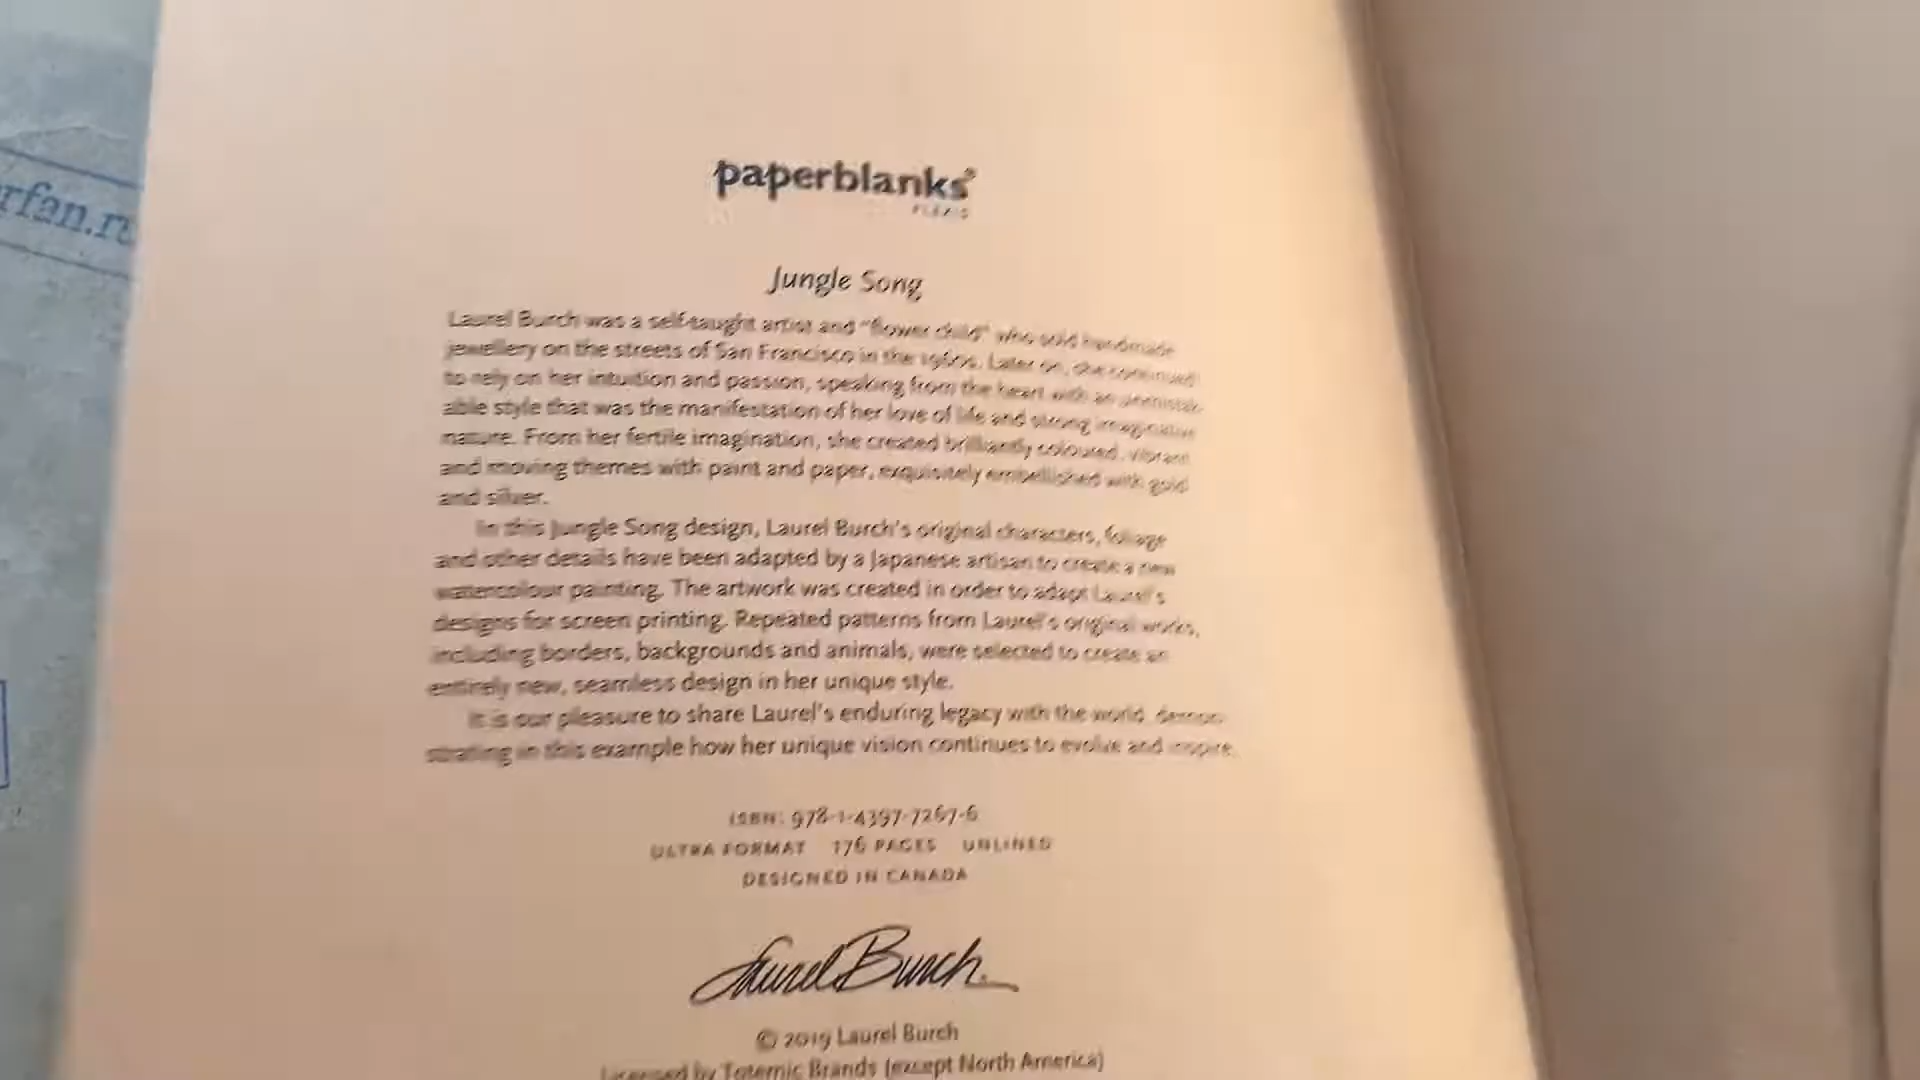 rfan.ru
paperblanks®
FLEXIS
Jungle Song
Laurel Burch was a self-taught artist and "flower child" who sold handmade
jewellery on the streets of San Francisco in the 1960s. Later on, she continued
to rely on her intuition and passion, speaking from the heart with an unmistak-
able style that was the manifestation of her love of life and strong imaginative
nature. From her fertile imagination, she created brilliantly coloured, vibrant
and moving themes with paint and paper, exquisitely embellished with gold
and silver.
In this Jungle Song design, Laurel Burch's original characters, foliage
and other details have been adapted by a Japanese artisan to create a new
watercolour painting. The artwork was created in order to adapt Laurel's
designs for screen printing. Repeated patterns from Laurel's original works,
including borders, backgrounds and animals, were selected to create an
entirely new, seamless design in her unique style.
It is our pleasure to share Laurel's enduring legacy with the world, demon-
strating in this example how her unique vision continues to evolve and inspire.
ISBN: 978-1-4397-7267-6
ULTRA FORMAT 176 PAGES UNLINED
DESIGNED IN CANADA
Laurel Burch
© 2019 Laurel Burch
Licensed by Totemic Brands (except North America)